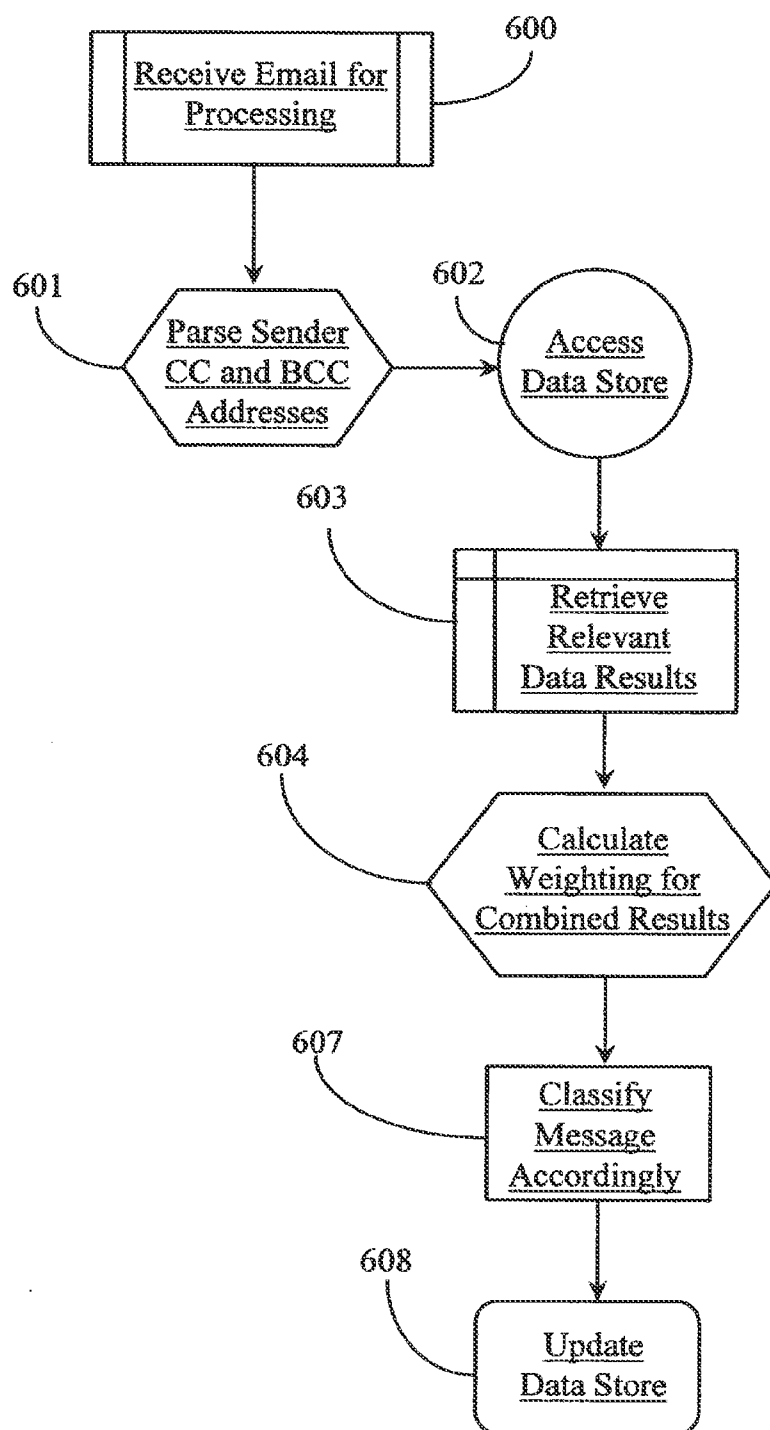 600
Receive Email for
Processing
601
Parse Sender
CC and BCC
Addresses
602
Access
Data Store
603
Retrieve
Relevant
Data Results
604
Calculate
Weighting for
Combined Results
607
Classify
Message
Accordingly
608
Update
Data Store